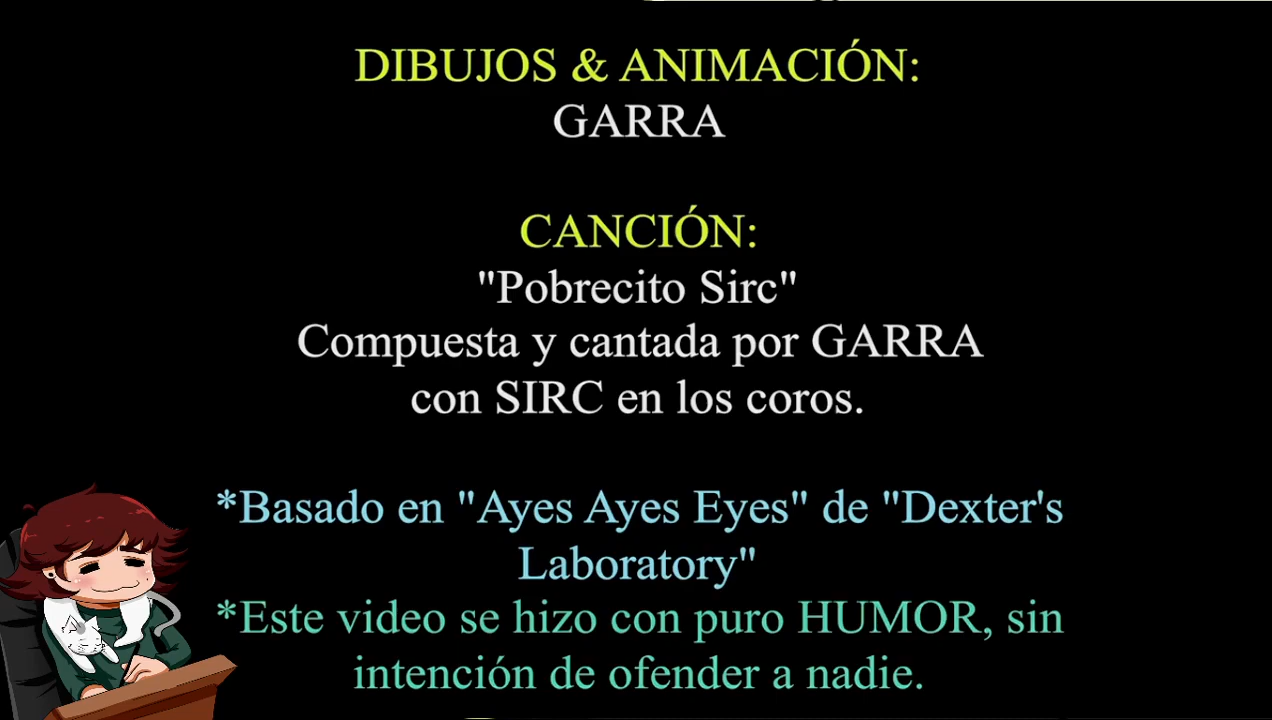 DIBUJOS & ANIMACIÓN:
GARRA
CANCIÓN:
"Pobrecito Sirc"
Compuesta y cantada por GARRA
con SIRC en los coros.
*Basado en "Ayes Ayes Eyes" de "Dexter's
Laboratory"
*Este video se hizo con puro HUMOR, sin
intención de ofender a nadie.